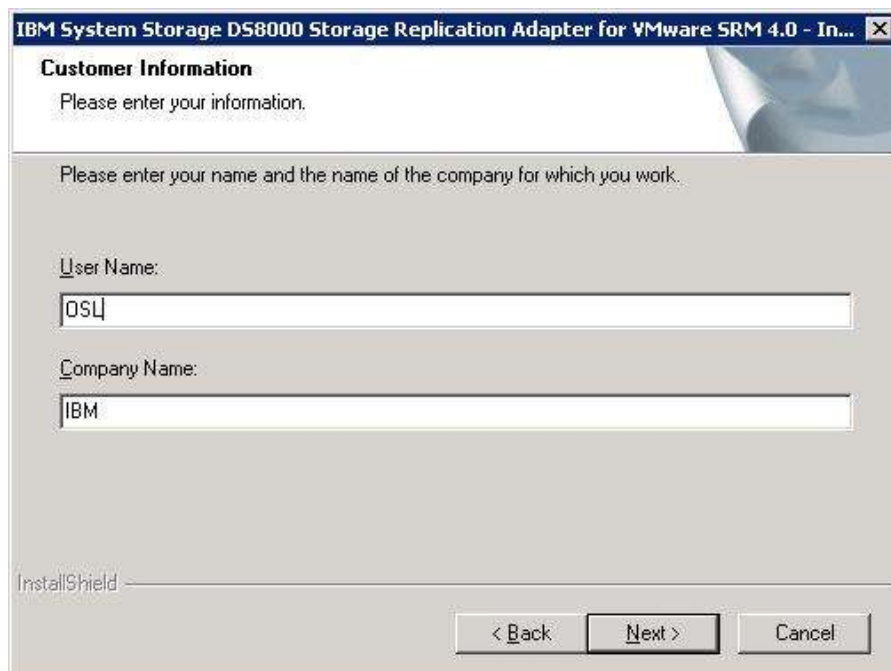 IBM System Storage DS8000 Storage Replication Adapter for VMware SRM 4.0 - In...
Customer Information
Please enter your information.
Please enter your name and the name of the company for which you work.
User Name:
OSL
Company Name:
IBM
InstallShield
< Back Next > Cancel